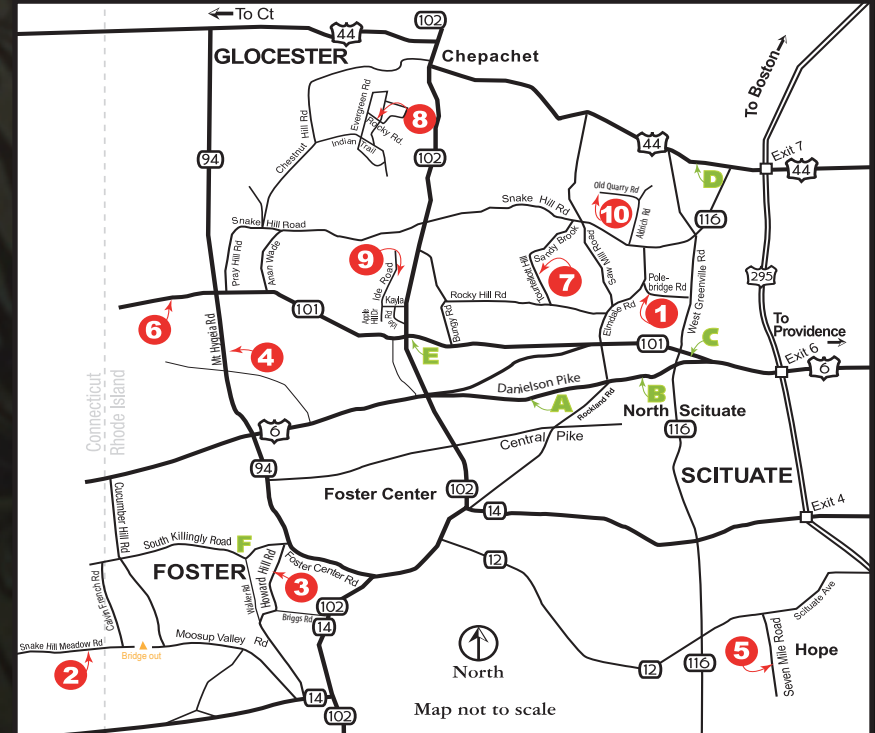 To Ct
102
44
GLOCESTER
Chepachet
To Boston
Evergreen Rd
8
Rocky Rd.
Chestnut Hill Rd
Indian Trail
94
102
44
Exit 7
44
D
Old Quarry Rd
10
Aldrich Rd
116
Snake Hill Rd
Snake Hill Road
Pray Hill Rd
Anan Wade
9
Ide Road
Sandy Brook
7
Saw Mill Road
Pole-
bridge Rd
West Greenville Rd
295
Kayla
Ide Rd
Bungy Rd
Rocky Hill Rd
Elmdale Rd
1
6
101
To
Providence
Mt Hygeia Rd
4
E
101
C
Exit 6
6
Connecticut
Rhode Island
Danielson Pike
A
B
Rockland Rd
North Scituate
6
Central Pike
116
94
SCITUATE
Foster Center
102
14
Exit 4
Cucumber Hill Rd
South Killingly Road
F
12
FOSTER
Foster Center Rd
Howard Hill Rd
3
Walker Rd
Calvin French Rd
102
Briggs Rd
14
Scituate Ave
Snake Hill Meadow Rd
Bridge out
Moosup Valley Rd
2
North
12
116
5
Seven Mile Road
Hope
14
102
Map not to scale